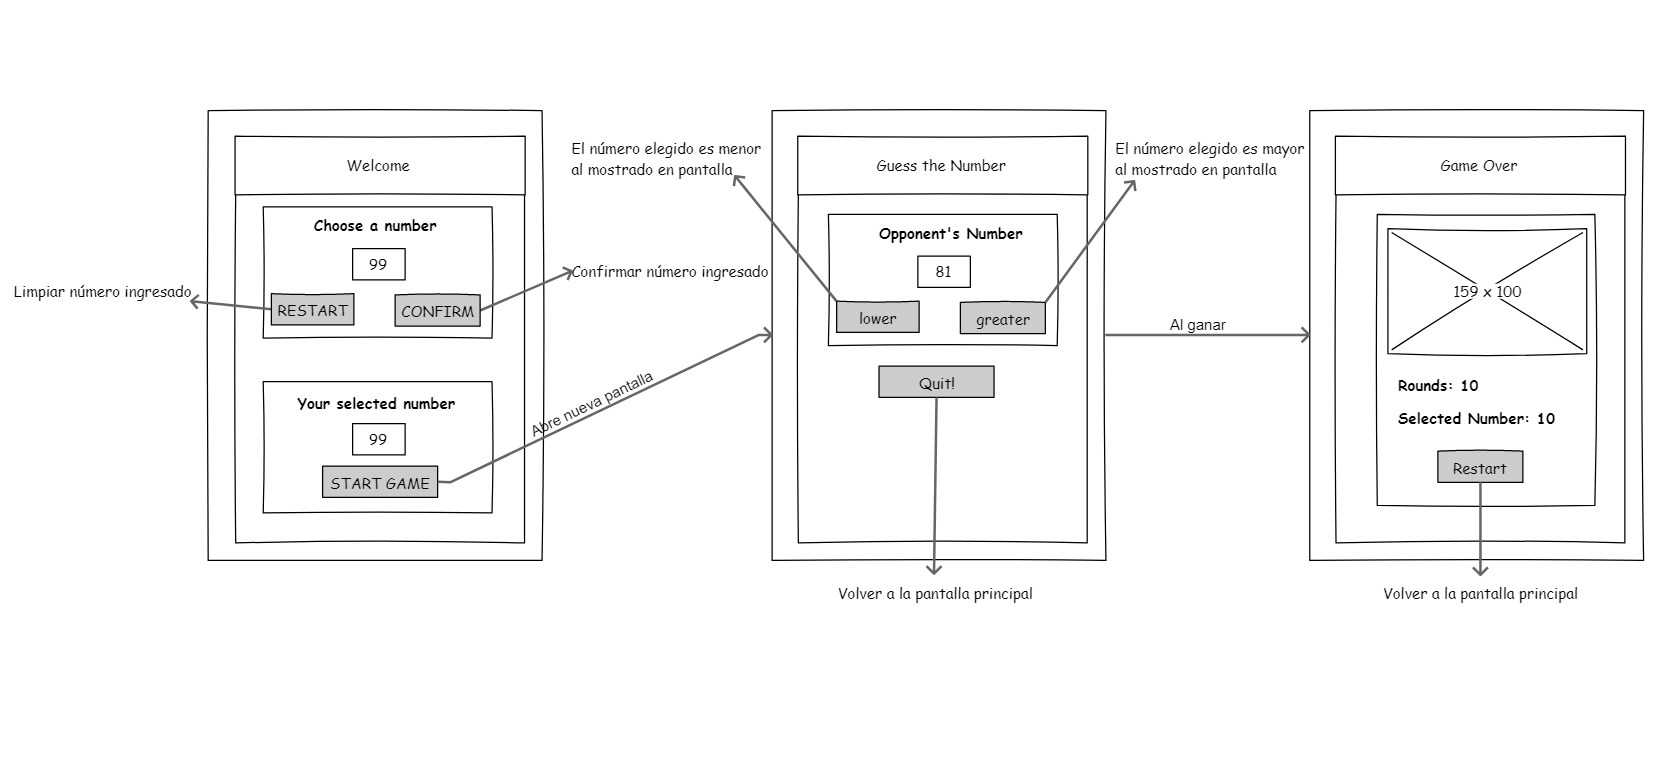 Welcome
Choose a number
99
RESTART
CONFIRM
Limpiar número ingresado
Confirmar número ingresado
Your selected number
99
START GAME
Abre nueva pantalla
El número elegido es menor
al mostrado en pantalla
Guess the Number
El número elegido es mayor
al mostrado en pantalla
Opponent's Number
81
lower
greater
Quit!
Volver a la pantalla principal
Al ganar
Game Over
159 x 100
Rounds: 10
Selected Number: 10
Restart
Volver a la pantalla principal